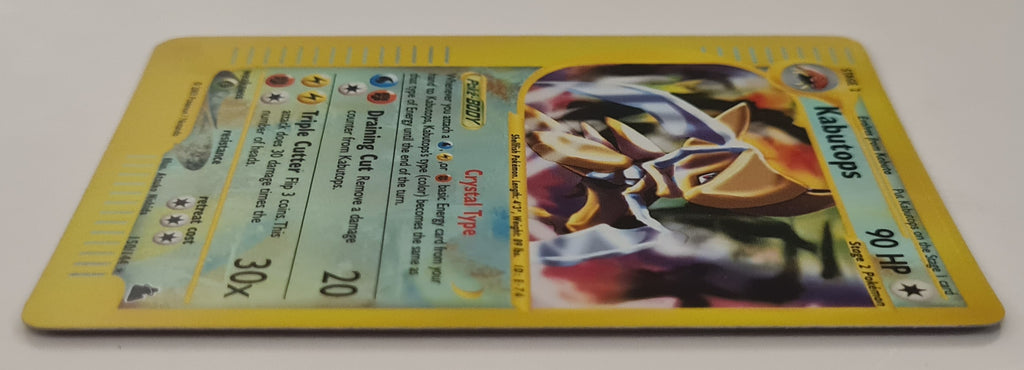 STAGE 2
Evolves from Kabuto
Put Kabutops on the Stage 1 card
Kabutops
90 HP
Stage 2 Pokémon
Shellfish Pokémon. Length: 4'3", Weight: 89 lbs.
Poké-BODY
Crystal Type
Whenever you attach a or basic Energy card from your
hand to Kabutops, Kabutops's type (color) becomes the same as
that type of Energy until the end of the turn.
Draining Cut Remove a damage
counter from Kabutops.
20
Triple Cutter Flip 3 coins. This
attack does 30 damage times the
number of heads.
30x
weakness
resistance
retreat cost